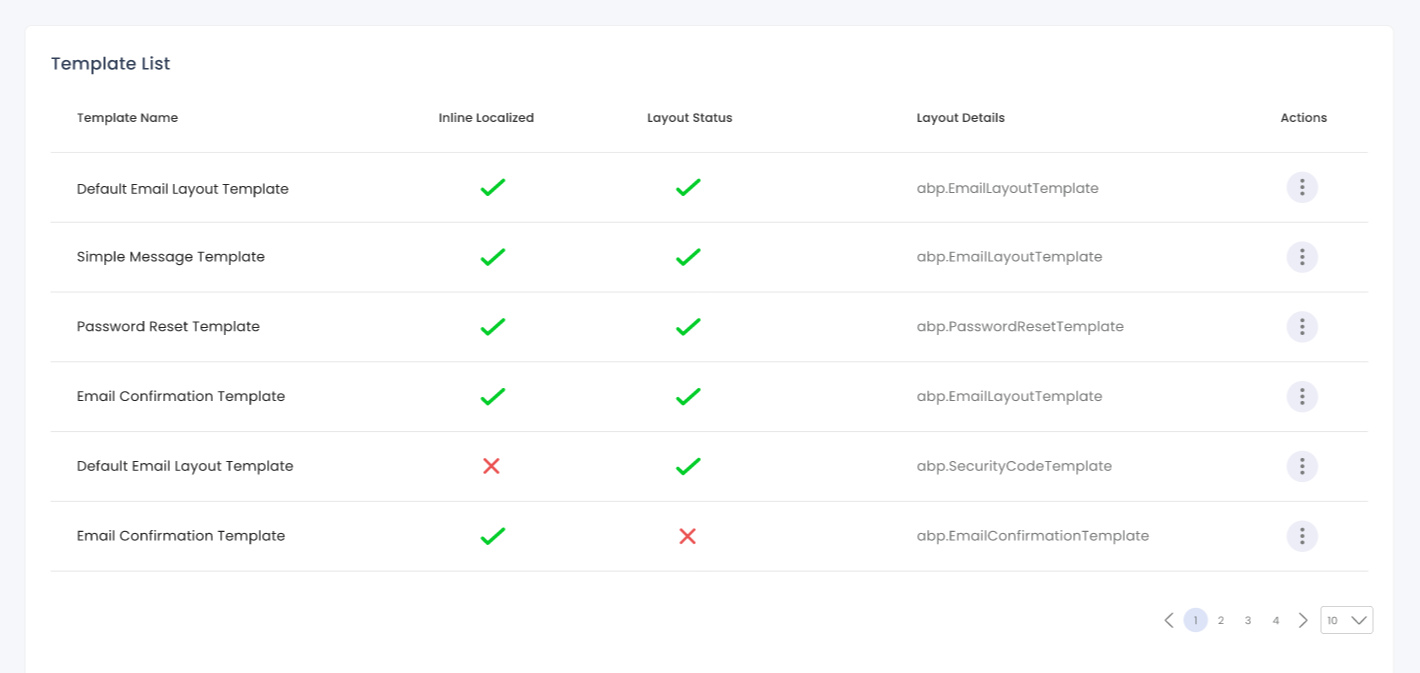 Template List
Template Name Inline Localized Layout Status Layout Details Actions
Default Email Layout Template abp.EmailLayoutTemplate
Simple Message Template abp.EmailLayoutTemplate
Password Reset Template abp.PasswordResetTemplate
Email Confirmation Template abp.EmailLayoutTemplate
Default Email Layout Template abp.SecurityCodeTemplate
Email Confirmation Template abp.EmailConfirmationTemplate
1 2 3 4 10